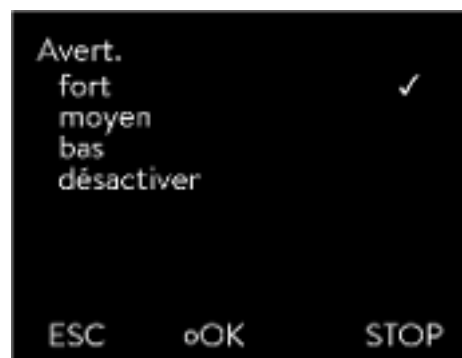 Avert.
fort ✓
moyen
bas
désactiver
ESC oOK STOP